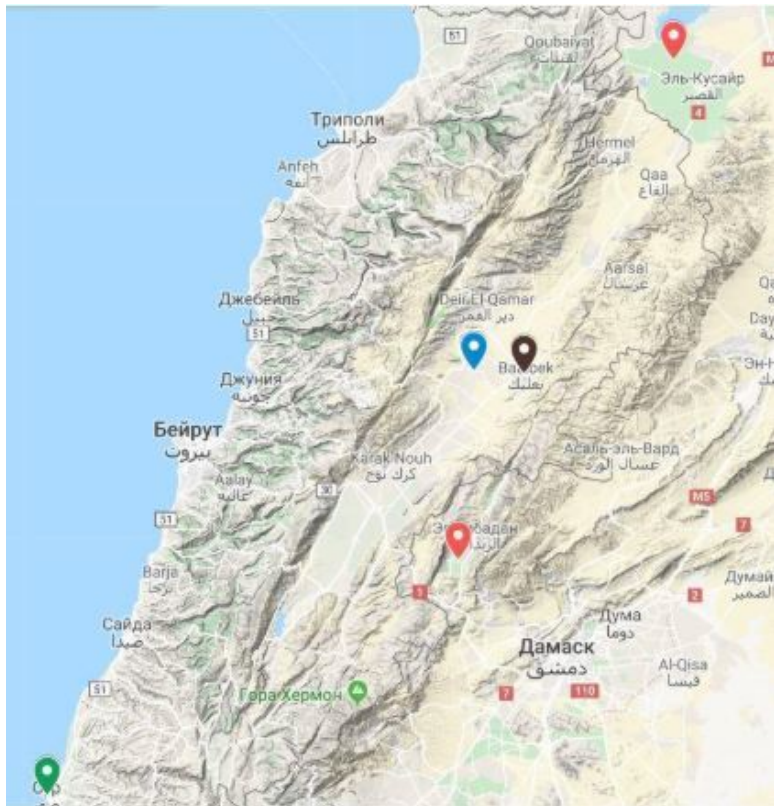 51
Qoubaiyat
القبيات
M
Эль-Кусайр
القصير
4
Триполи
طرابلس
Anfeh
أنفه
Hermel
الهرمل
Qaa
القاع
Aarsal
عرسال
Deir El Qamar
دير القمر
Джебейль
جبيل
51
Day
Джуния
جونيه
بعلبك
Бейрут
بيروت
Karak Nouh
كرك نوح
Асаль-эль-Вард
عسال الورد
Aalay
عاليه
30
M5
51
7
Barja
برجا
1
2
Думай
الضمير
Сайда
صيدا
Дума
دوما
Дамаск
دمشق
Al-Qisa
قيسا
51
Гора Хермон
7
110